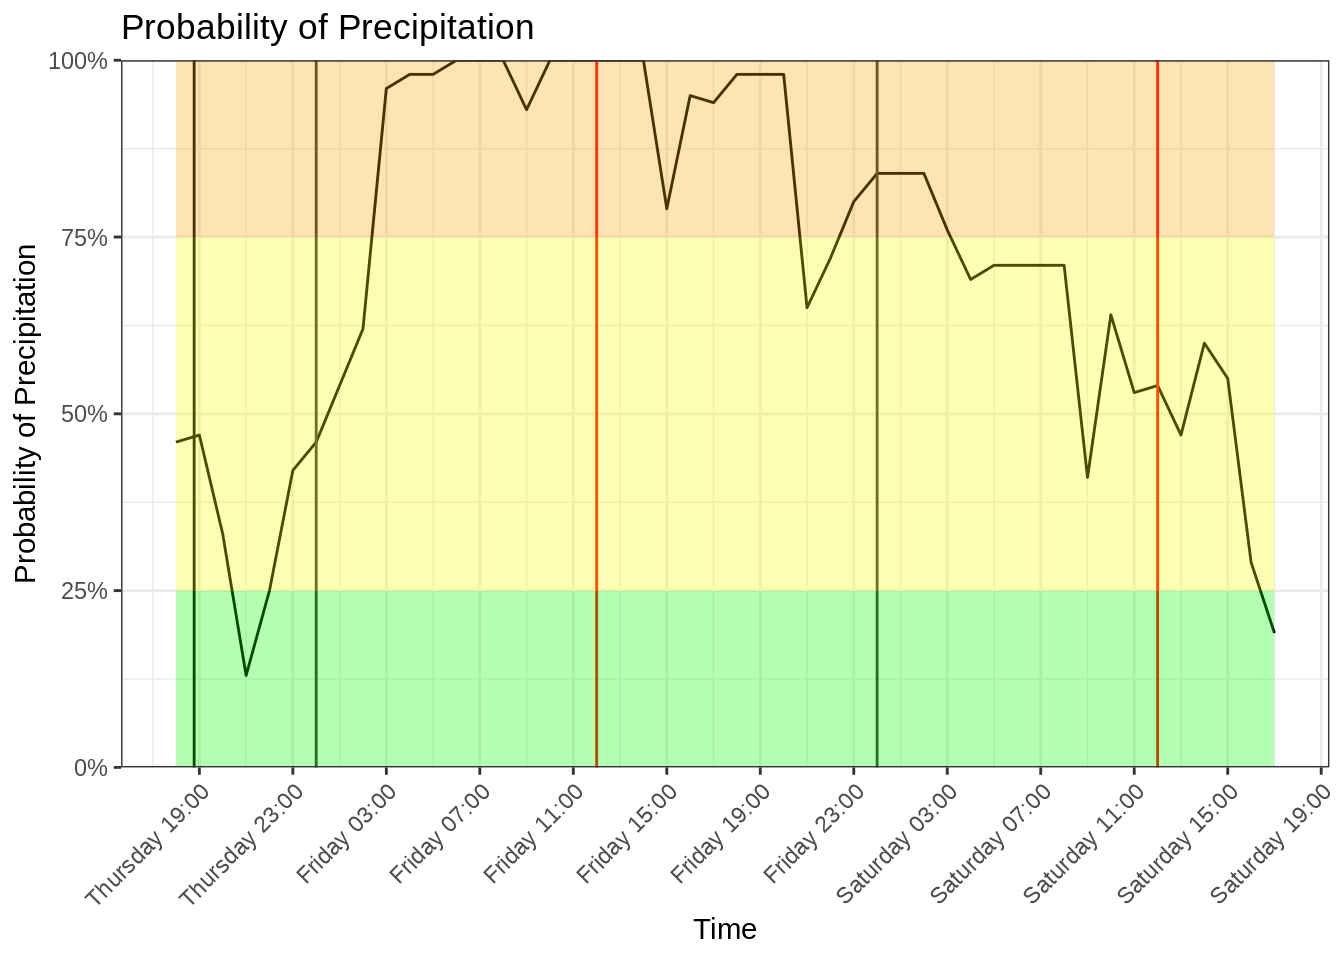 Probability of Precipitation
Probability of Precipitation
100%
75%
50%
25%
0%
Thursday 19:00
Thursday 23:00
Friday 03:00
Friday 07:00
Friday 11:00
Friday 15:00
Friday 19:00
Friday 23:00
Saturday 03:00
Saturday 07:00
Saturday 11:00
Saturday 15:00
Saturday 19:00
Time